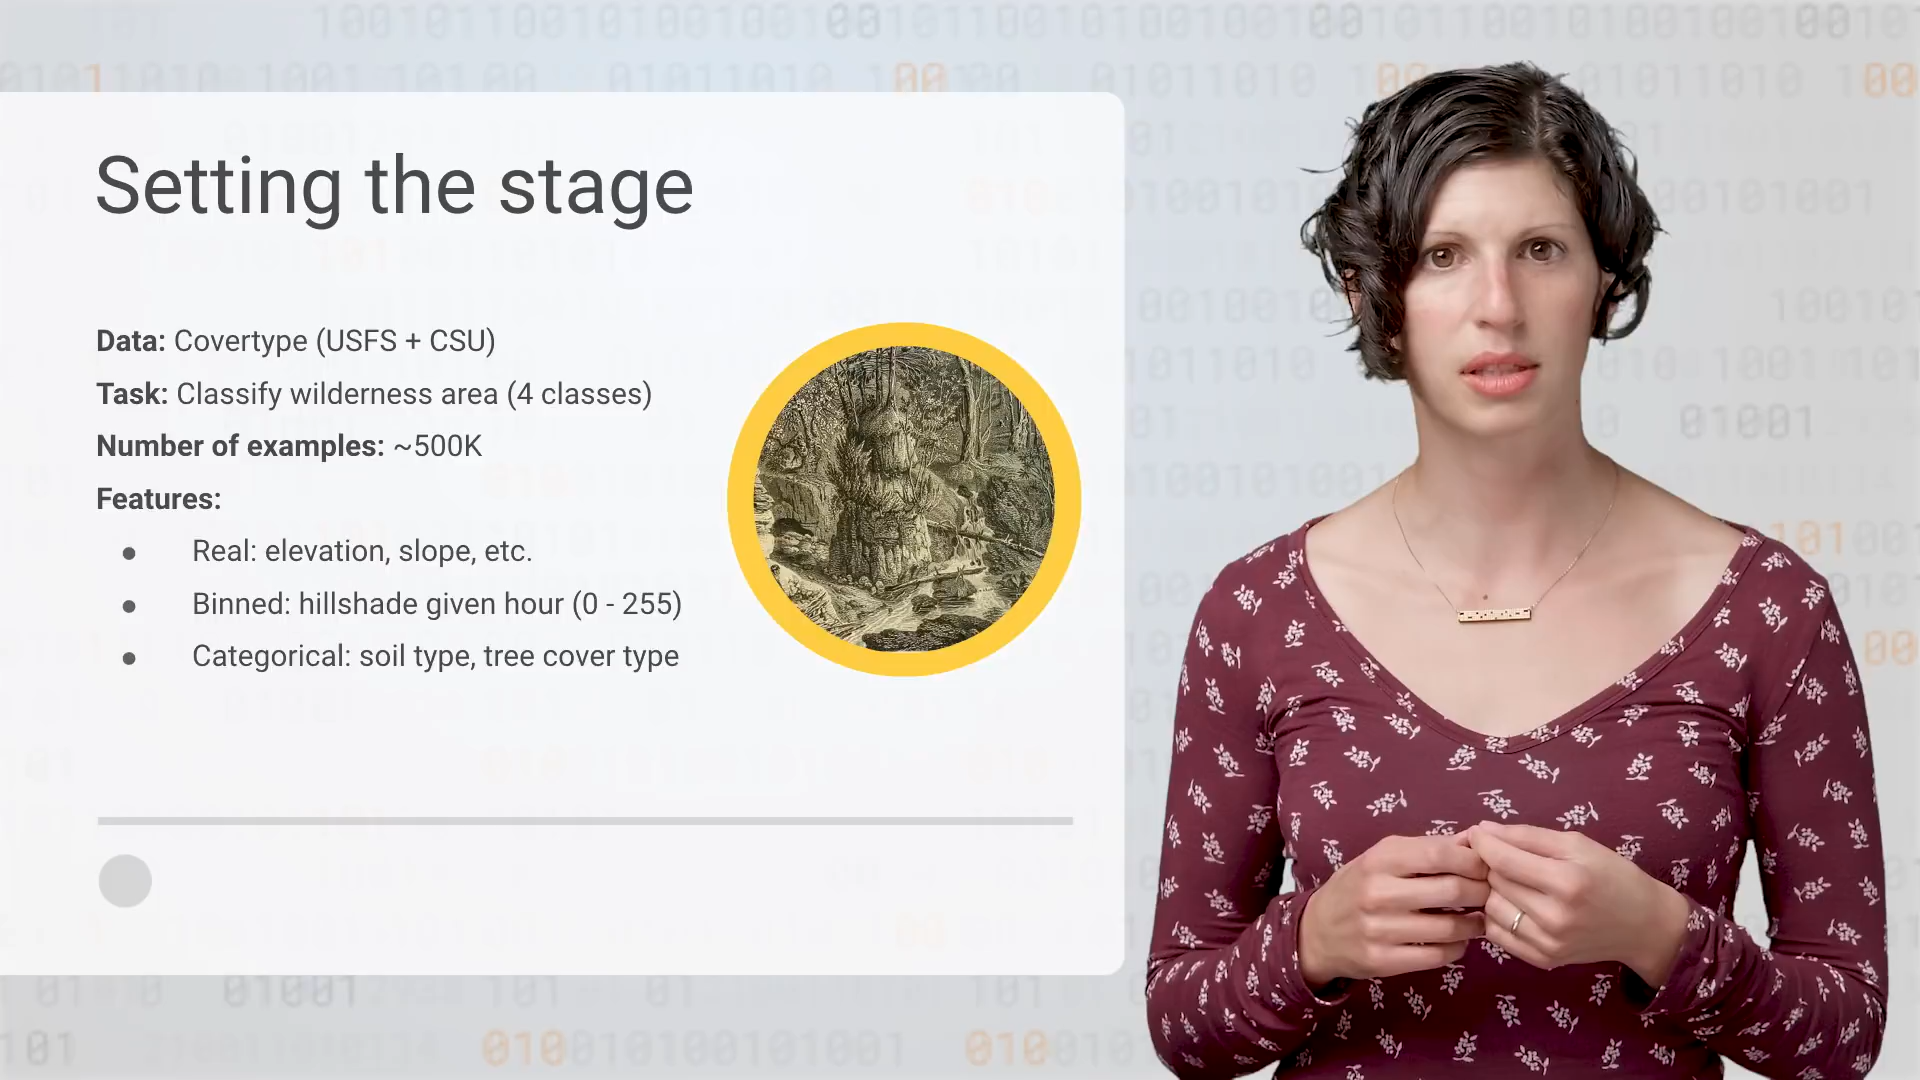 Setting the stage
Data: Covertype (USFS + CSU)
Task: Classify wilderness area (4 classes)
Number of examples: ~500K
Features:
● Real: elevation, slope, etc.
● Binned: hillshade given hour (0 - 255)
● Categorical: soil type, tree cover type